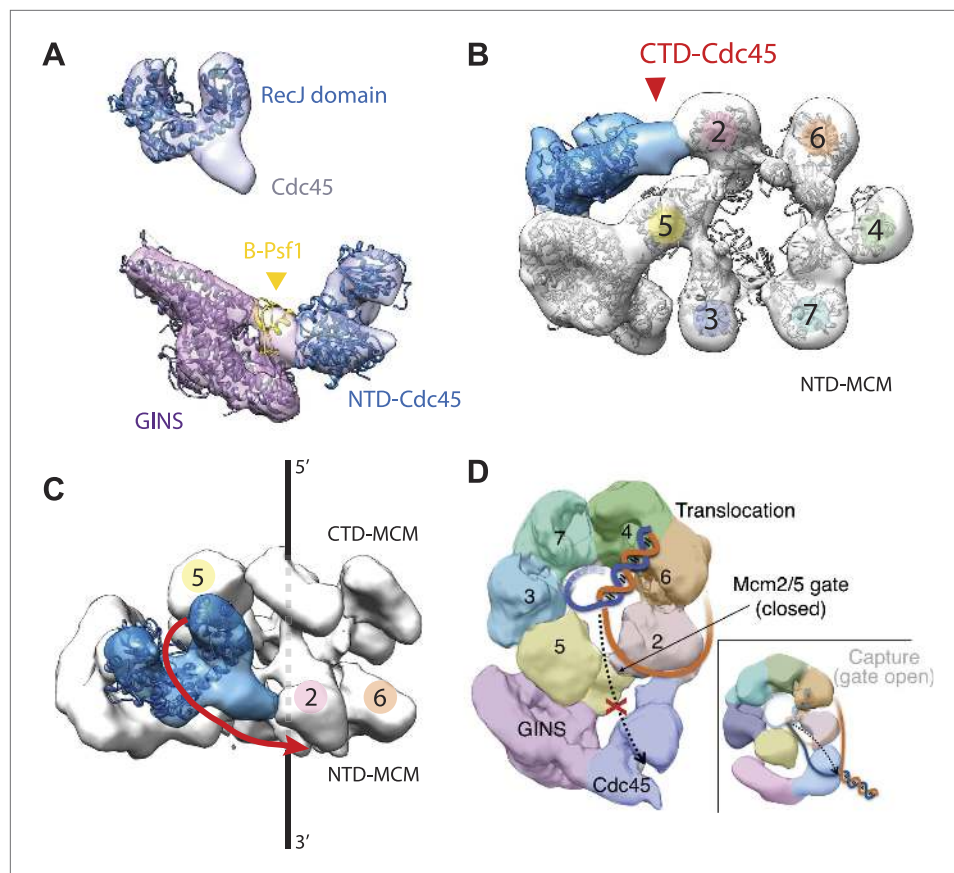 A
RecJ domain
Cdc45
B-Psf1
GINS
NTD-Cdc45
B
CTD-Cdc45
2
6
5
4
3
7
NTD-MCM
C
5′
CTD-MCM
5
2
6
NTD-MCM
3′
D
Translocation
7
4
6
3
Mcm2/5 gate
(closed)
5
2
GINS
Cdc45
Capture
(gate open)